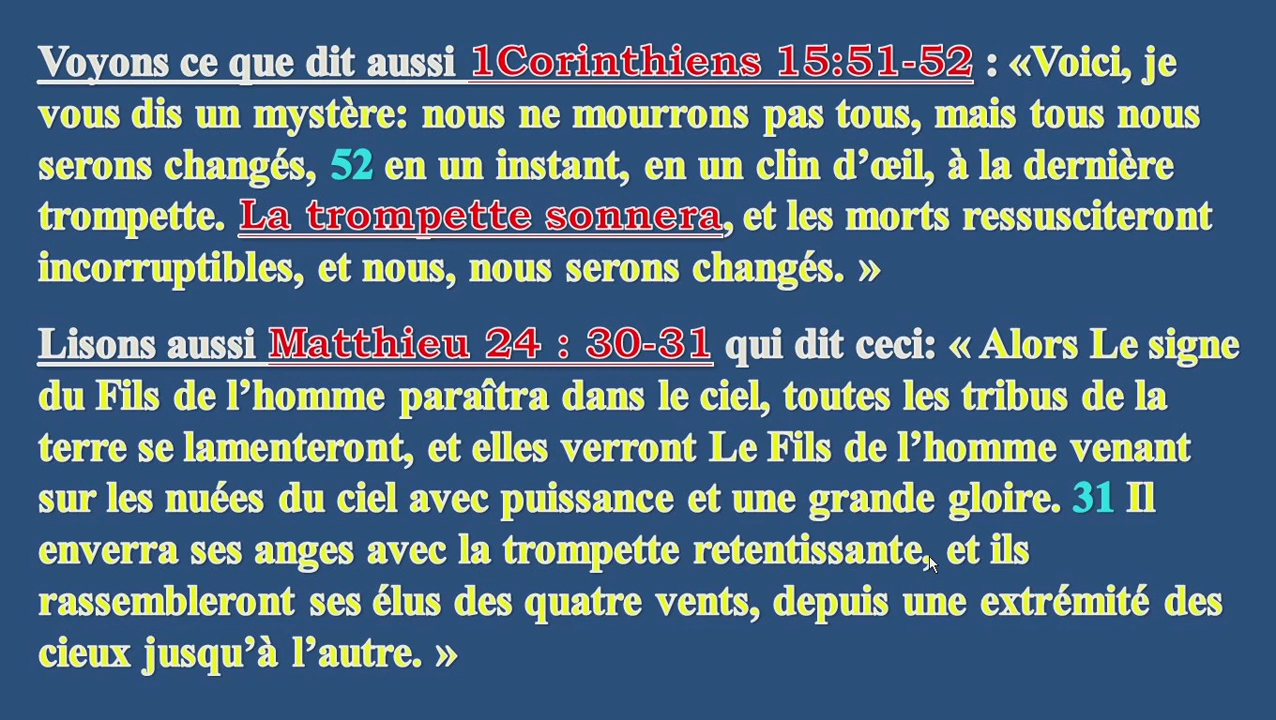 Voyons ce que dit aussi 1Corinthiens 15:51-52 : «Voici, je
vous dis un mystère: nous ne mourrons pas tous, mais tous nous
serons changés, 52 en un instant, en un clin d’œil, à la dernière
trompette. La trompette sonnera, et les morts ressusciteront
incorruptibles, et nous, nous serons changés. »
Lisons aussi Matthieu 24 : 30-31 qui dit ceci: « Alors Le signe
du Fils de l’homme paraîtra dans le ciel, toutes les tribus de la
terre se lamenteront, et elles verront Le Fils de l’homme venant
sur les nuées du ciel avec puissance et une grande gloire. 31 Il
enverra ses anges avec la trompette retentissante, et ils
rassembleront ses élus des quatre vents, depuis une extrémité des
cieux jusqu’à l’autre. »